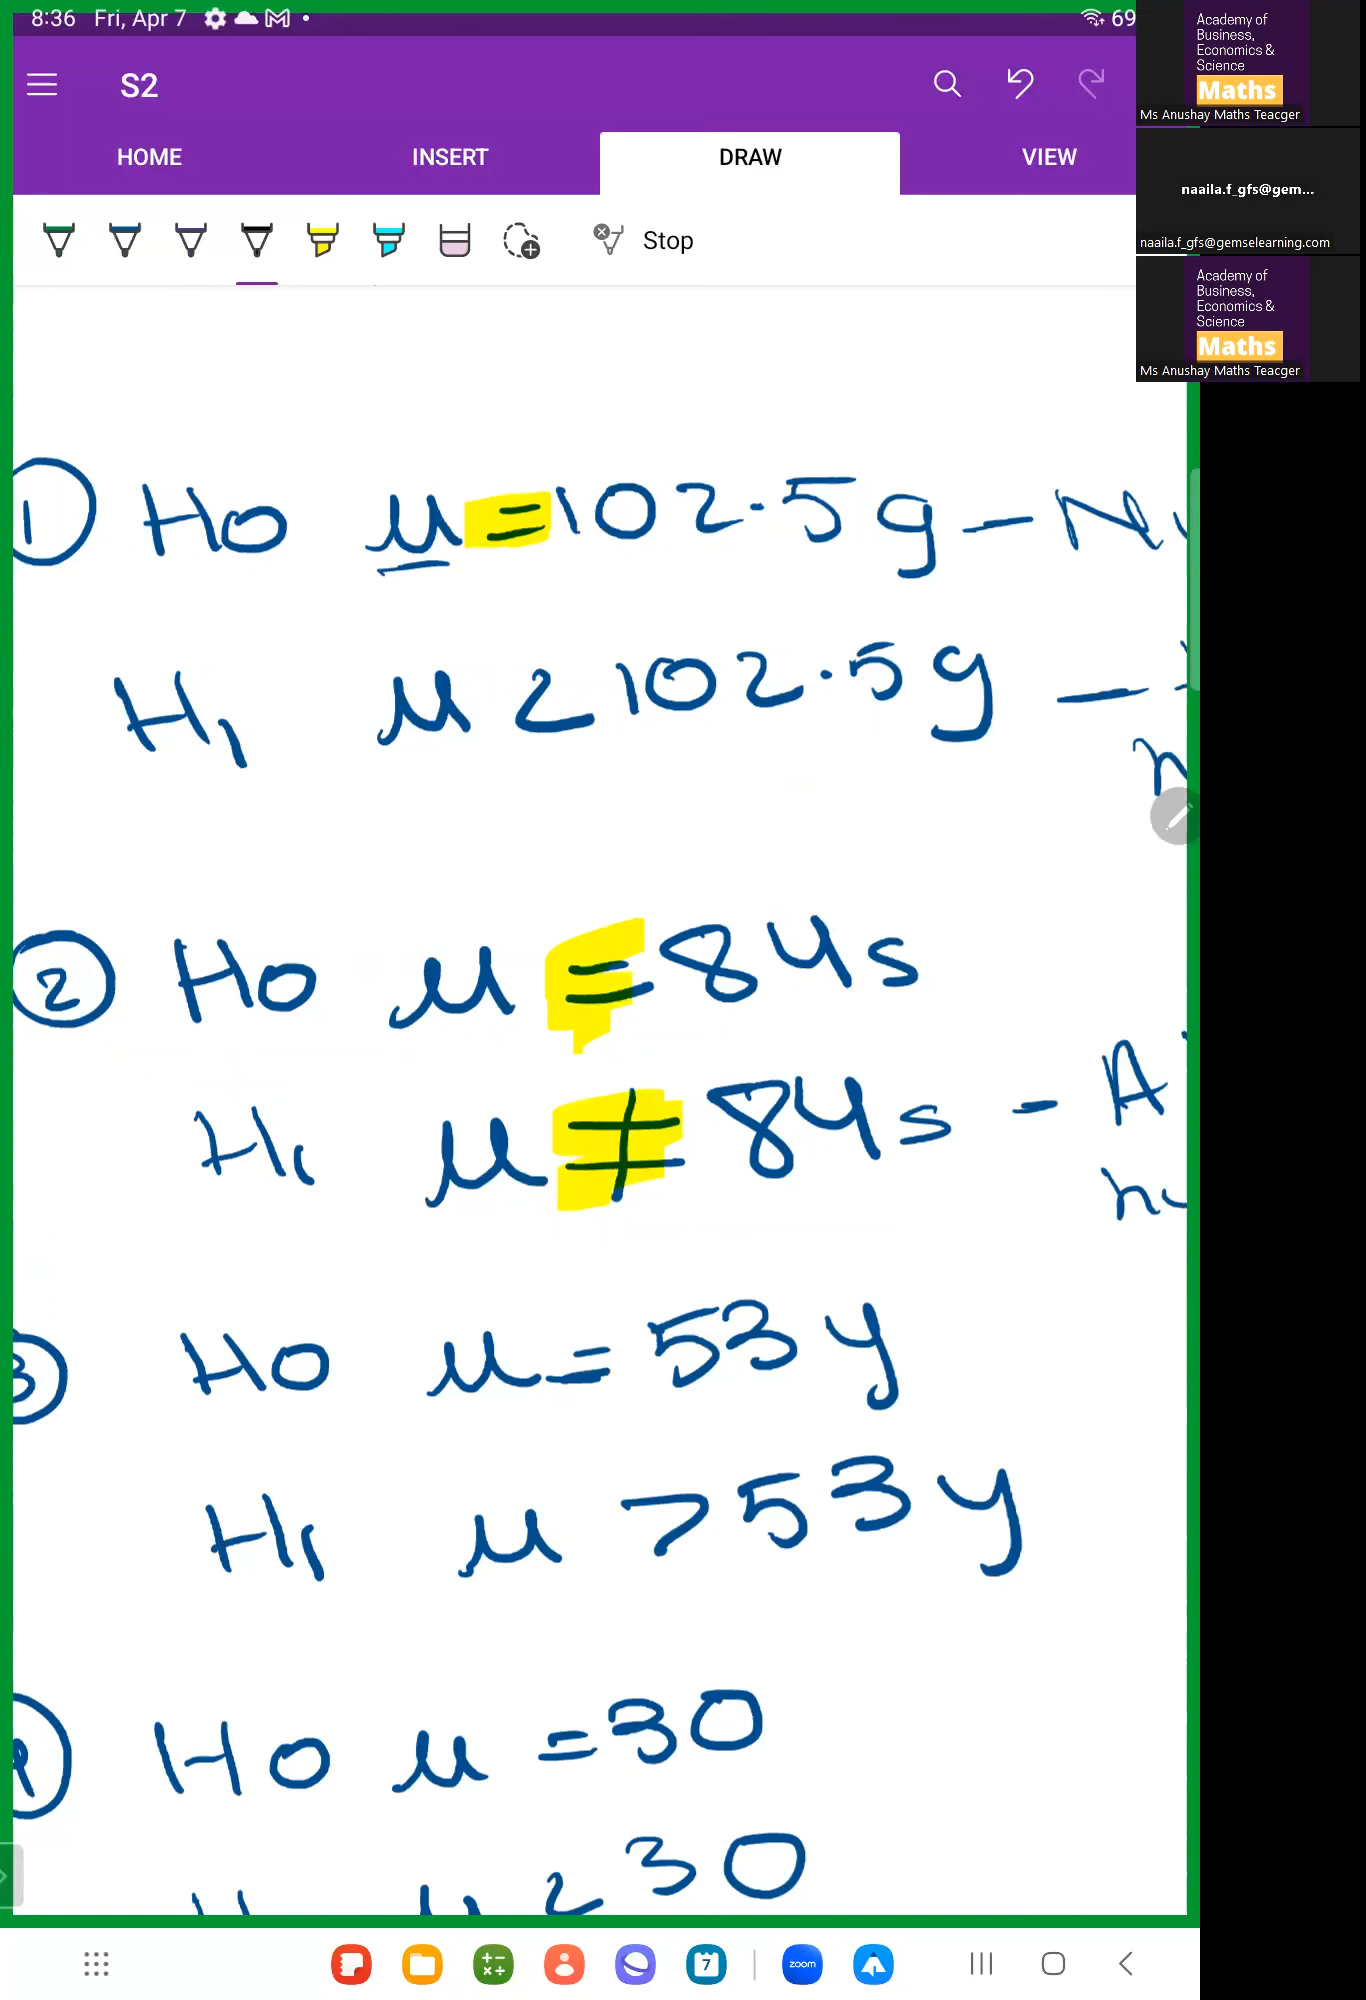 8:36 Fri, Apr 7
69
S2
HOME INSERT DRAW VIEW
Stop
Academy of
Business,
Economics &
Science
Maths
Ms Anushay Maths Teacger
naaila.f_gfs@gem...
naaila.f_gfs@gemselearning.com
Academy of
Business,
Economics &
Science
Maths
Ms Anushay Maths Teacger
1 Ho μ = 102.5g -
H1 μ < 102.5g -
2 Ho μ = 84s
H1 μ ≠ 84s - A
3 Ho μ = 53y
H1 μ > 53y
Ho μ = 30
μ < 30
7
zoom